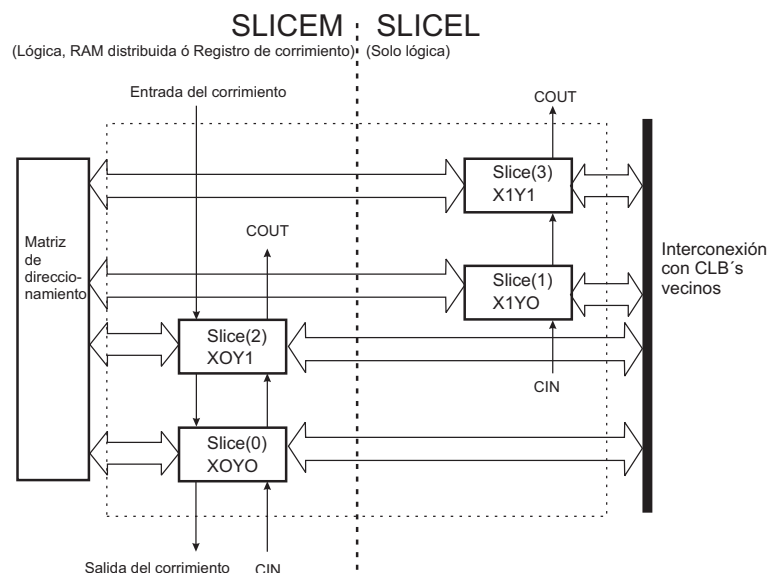 SLICEM
SLICEL
(Lógica, RAM distribuida ó Registro de corrimiento)
(Solo lógica)
Entrada del corrimiento
COUT
Slice(3)
X1Y1
Matriz
de
direccio-
namiento
COUT
Interconexión
con CLB´s
vecinos
Slice(1)
X1YO
Slice(2)
XOY1
CIN
Slice(0)
XOYO
Salida del corrimiento
CIN